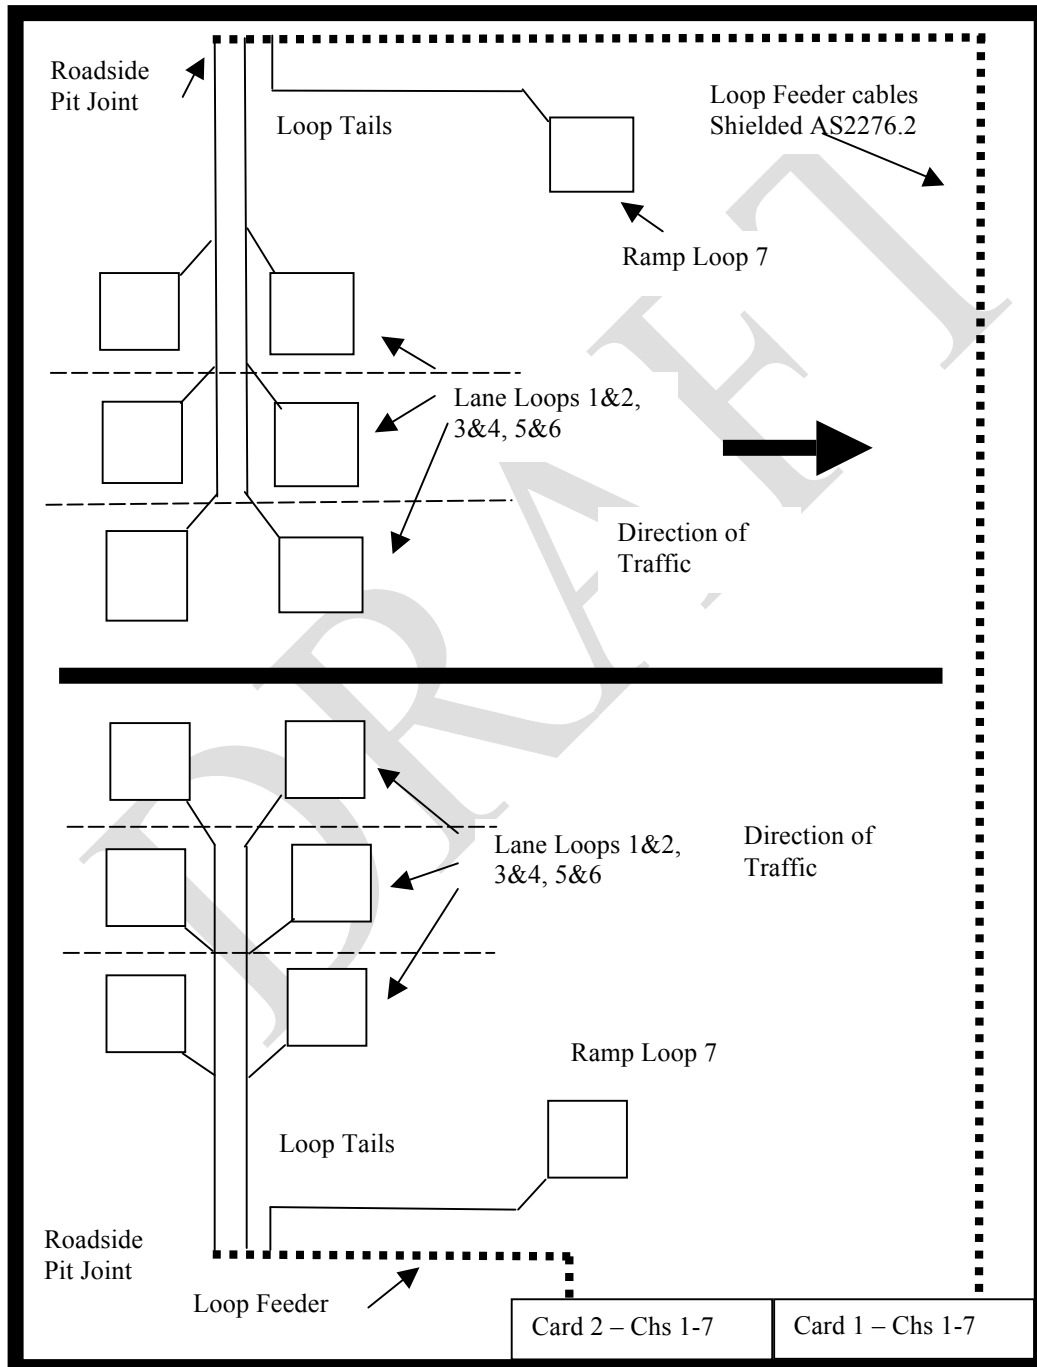 Roadside
Pit Joint
Loop Tails
Loop Feeder cables
Shielded AS2276.2
Ramp Loop 7
Lane Loops 1&2,
3&4, 5&6
Direction of
Traffic
DRAFT
Lane Loops 1&2,
3&4, 5&6
Direction of
Traffic
Ramp Loop 7
Loop Tails
Roadside
Pit Joint
Loop Feeder
Card 2 – Chs 1-7
Card 1 – Chs 1-7